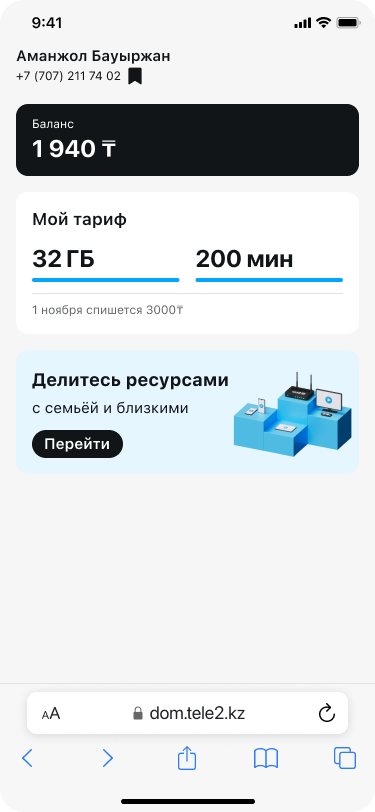 9:41
Аманжол Бауыржан
+7 (707) 211 74 02
Баланс
1 940 ₸
Мой тариф
32 ГБ
200 мин
1 ноября спишется 3000₸
Делитесь ресурсами
с семьёй и близкими
Перейти
AA
dom.tele2.kz